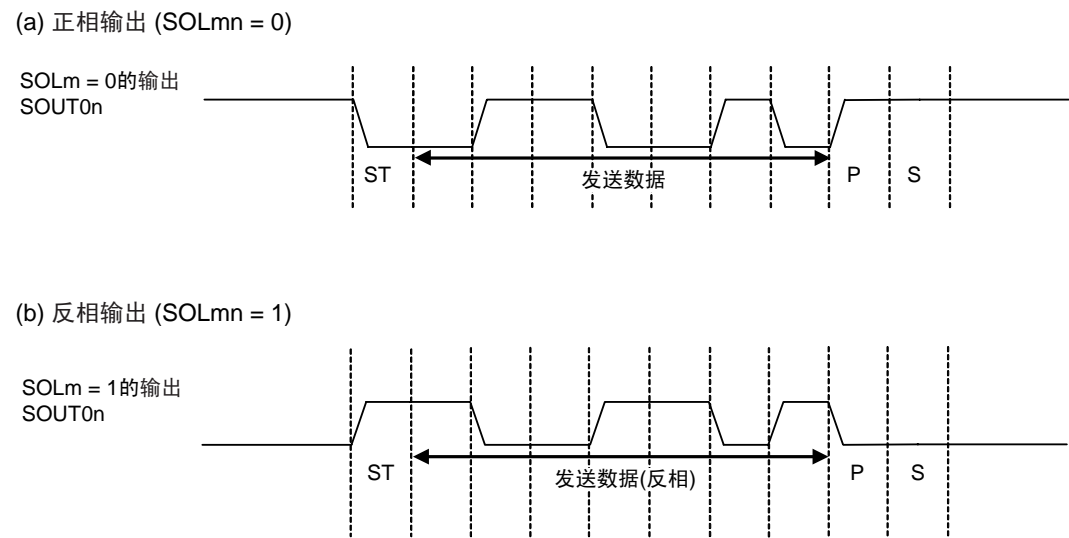 (a) 正相输出 (SOLmn = 0)
SOLm = 0的输出
SOUT0n
ST
发送数据
P
S
(b) 反相输出 (SOLmn = 1)
SOLm = 1的输出
SOUT0n
ST
发送数据(反相)
P
S